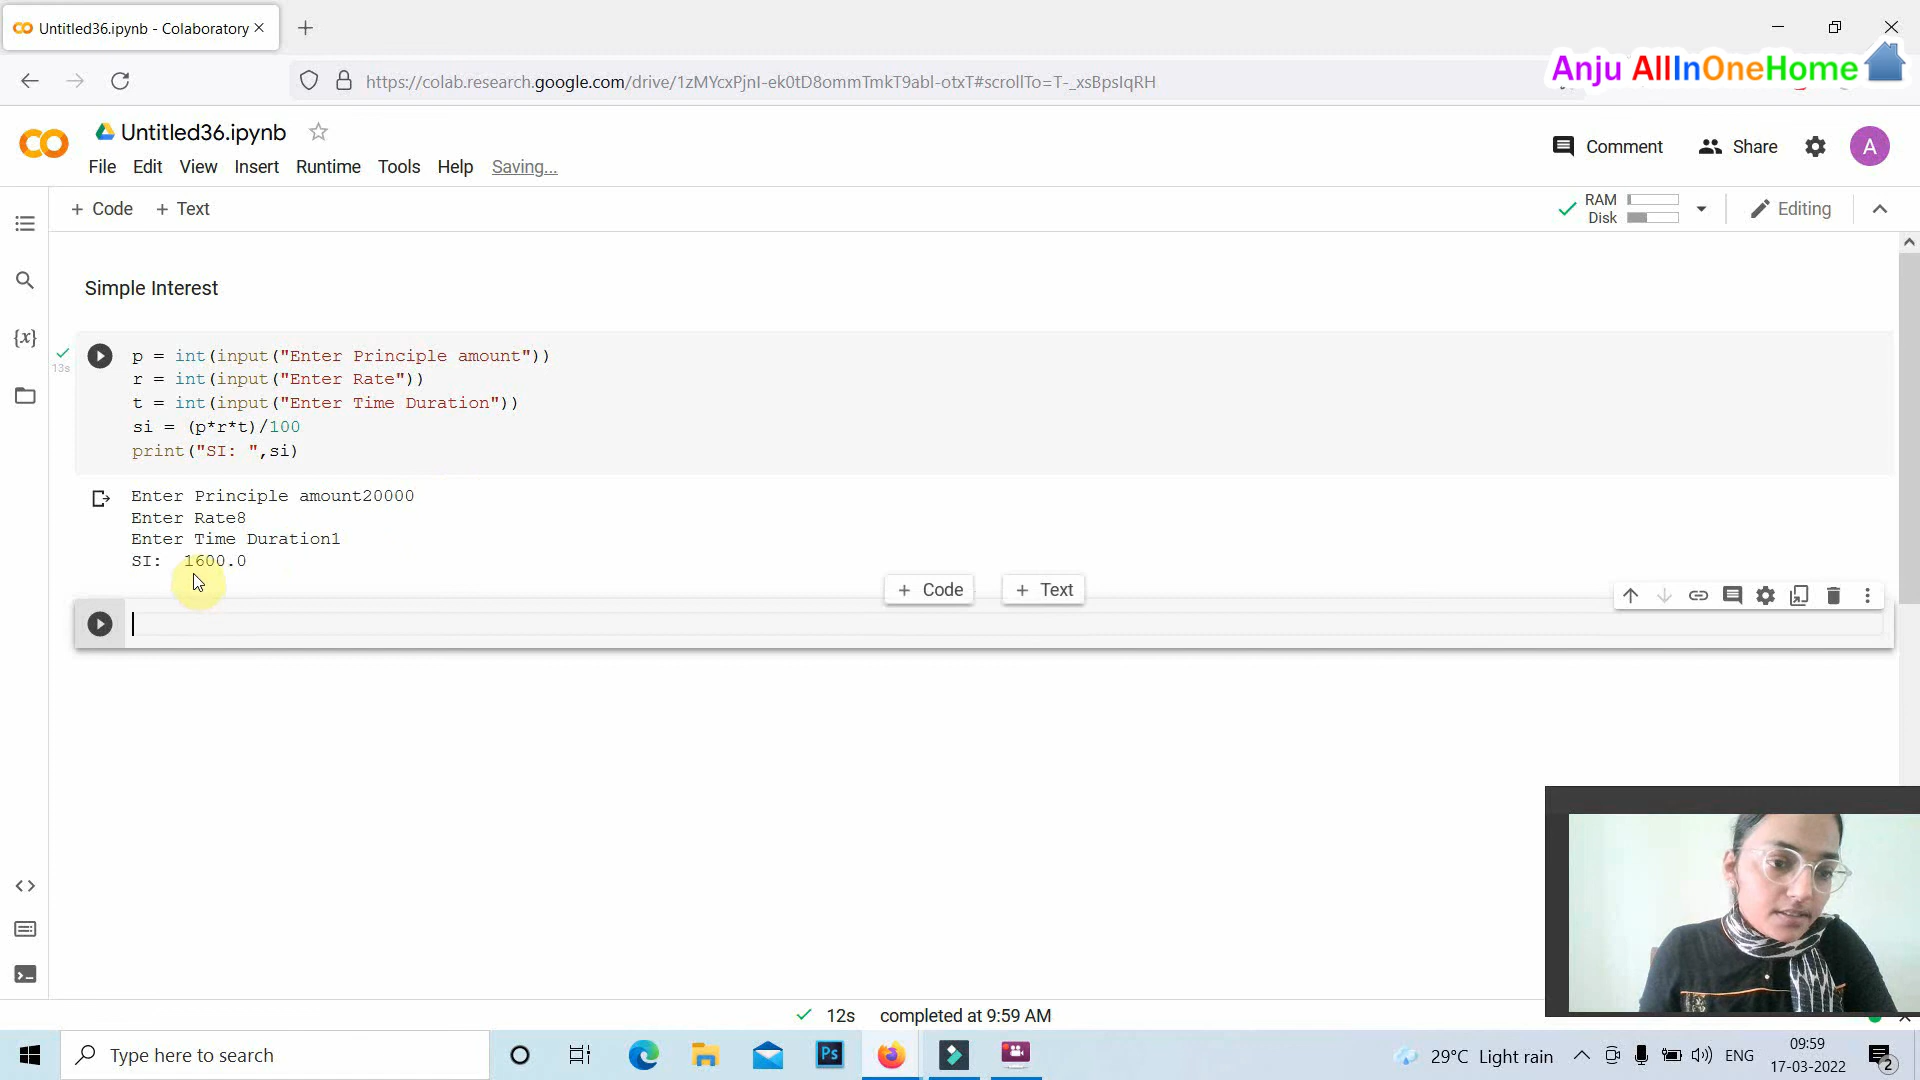 Untitled36.ipynb - Colaboratory
https://colab.research.google.com/drive/1zMYcxPjnI-ek0tD8ommTmkT9abl-otxT#scrollTo=T-_xsBpsIqRH
Anju AllInOneHome
Untitled36.ipynb
Comment
Share
A
File Edit View Insert Runtime Tools Help Saving...
+ Code + Text
RAM
Disk
Editing
Simple Interest
{x}
13s
p = int(input("Enter Principle amount"))
r = int(input("Enter Rate"))
t = int(input("Enter Time Duration"))
si = (p*r*t)/100
print("SI: ",si)
Enter Principle amount20000
Enter Rate8
Enter Time Duration1
SI:  1600.0
+ Code + Text
12s completed at 9:59 AM
Type here to search
Ps
29°C Light rain
ENG
09:59
17-03-2022
2